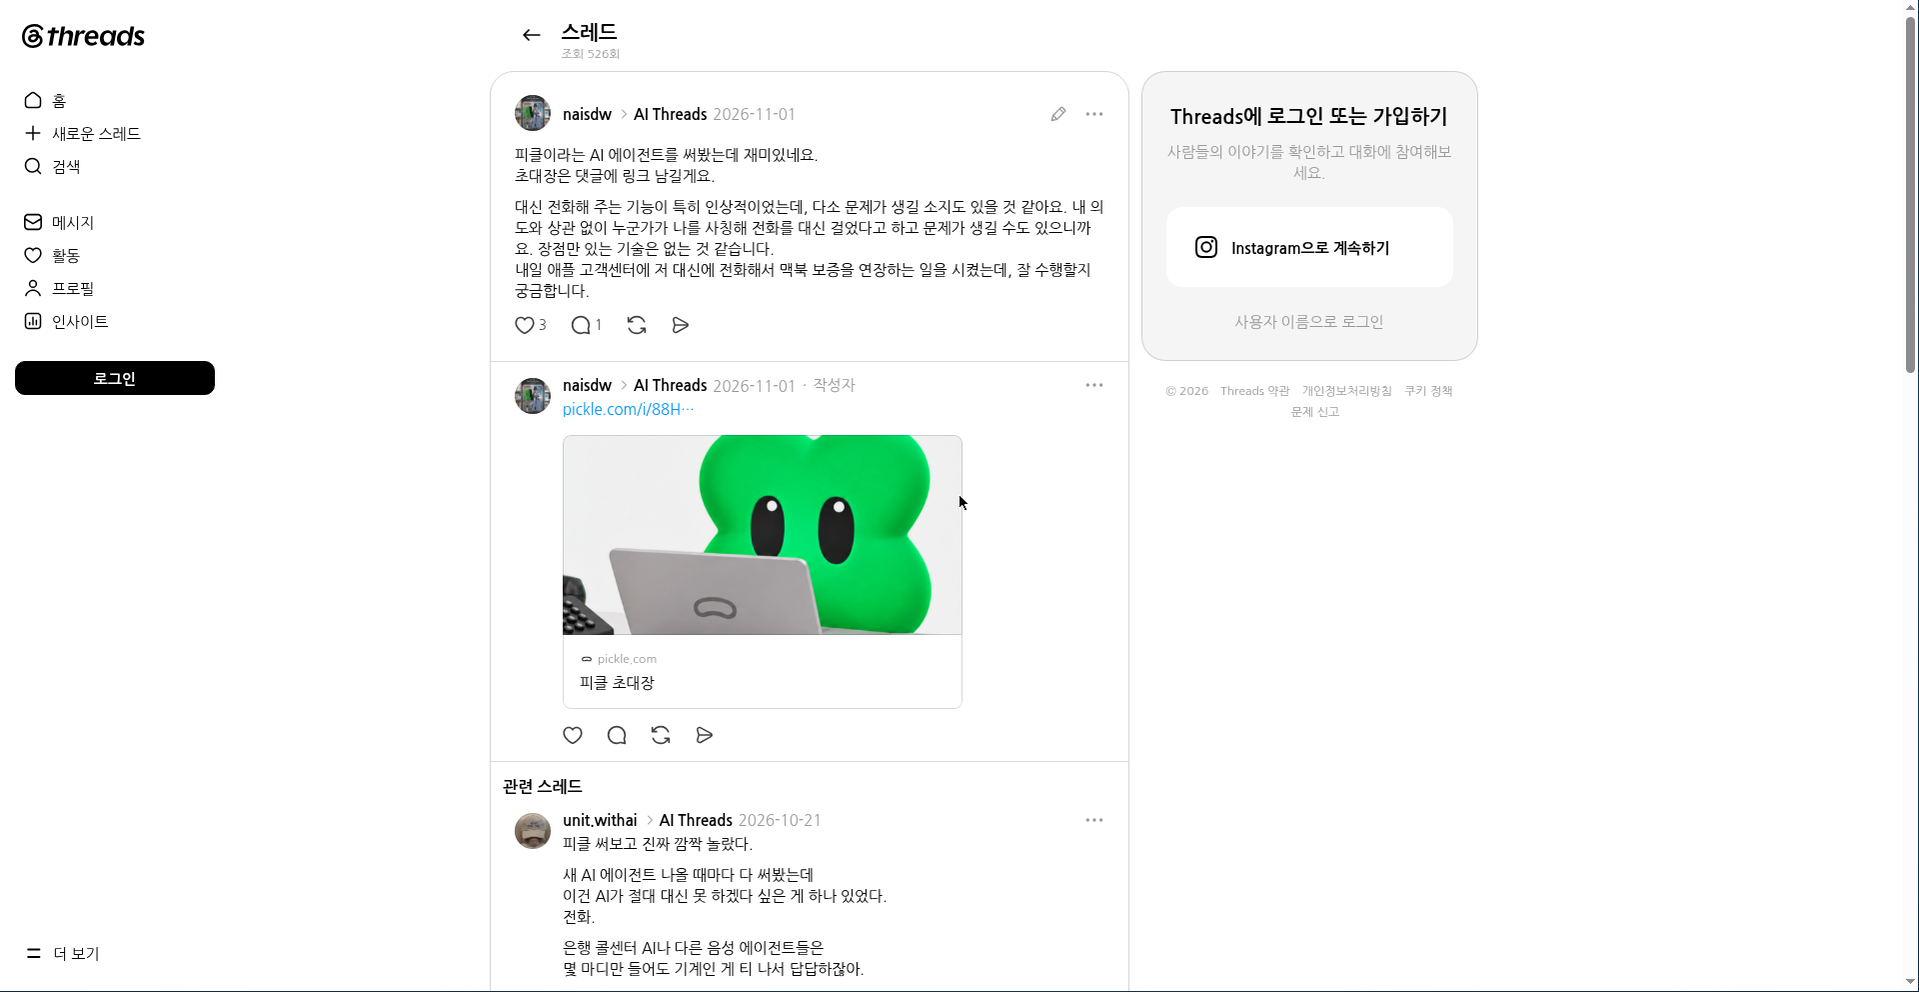 threads
홈
새로운 스레드
검색
메시지
활동
프로필
인사이트
로그인
더 보기
스레드
조회 526회
naisdw > AI Threads 2026-11-01
피클이라는 AI 에이전트를 써봤는데 재미있네요.
초대장은 댓글에 링크 남길게요.
대신 전화해 주는 기능이 특히 인상적이었는데, 다소 문제가 생길 소지도 있을 것 같아요. 내 의
도와 상관 없이 누군가가 나를 사칭해 전화를 대신 걸었다고 하고 문제가 생길 수도 있으니까
요. 장점만 있는 기술은 없는 것 같습니다.
내일 애플 고객센터에 저 대신에 전화해서 맥북 보증을 연장하는 일을 시켰는데, 잘 수행할지
궁금합니다.
3 1
naisdw > AI Threads 2026-11-01 · 작성자
pickle.com/i/88H…
pickle.com
피클 초대장
관련 스레드
unit.withai > AI Threads 2026-10-21
피클 써보고 진짜 깜짝 놀랐다.
새 AI 에이전트 나올 때마다 다 써봤는데
이건 AI가 절대 대신 못 하겠다 싶은 게 하나 있었다.
전화.
은행 콜센터 AI나 다른 음성 에이전트들은
몇 마디만 들어도 기계인 게 티 나서 답답하잖아.
Threads에 로그인 또는 가입하기
사람들의 이야기를 확인하고 대화에 참여해보
세요.
Instagram으로 계속하기
사용자 이름으로 로그인
© 2026 Threads 약관 개인정보처리방침 쿠키 정책
문제 신고